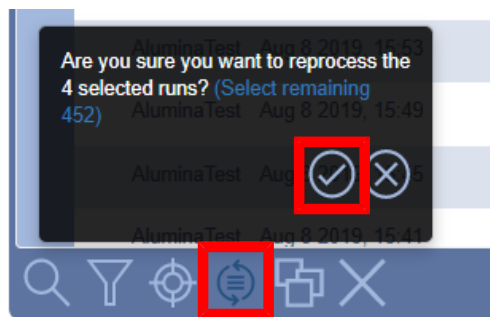 AluminaTest Aug 8 2019, 15:53
Are you sure you want to reprocess the
4 selected runs? (Select remaining
452)
AluminaTest Aug 8 2019, 15:49
AluminaTest Aug
AluminaTest Aug 8 2019, 15:41